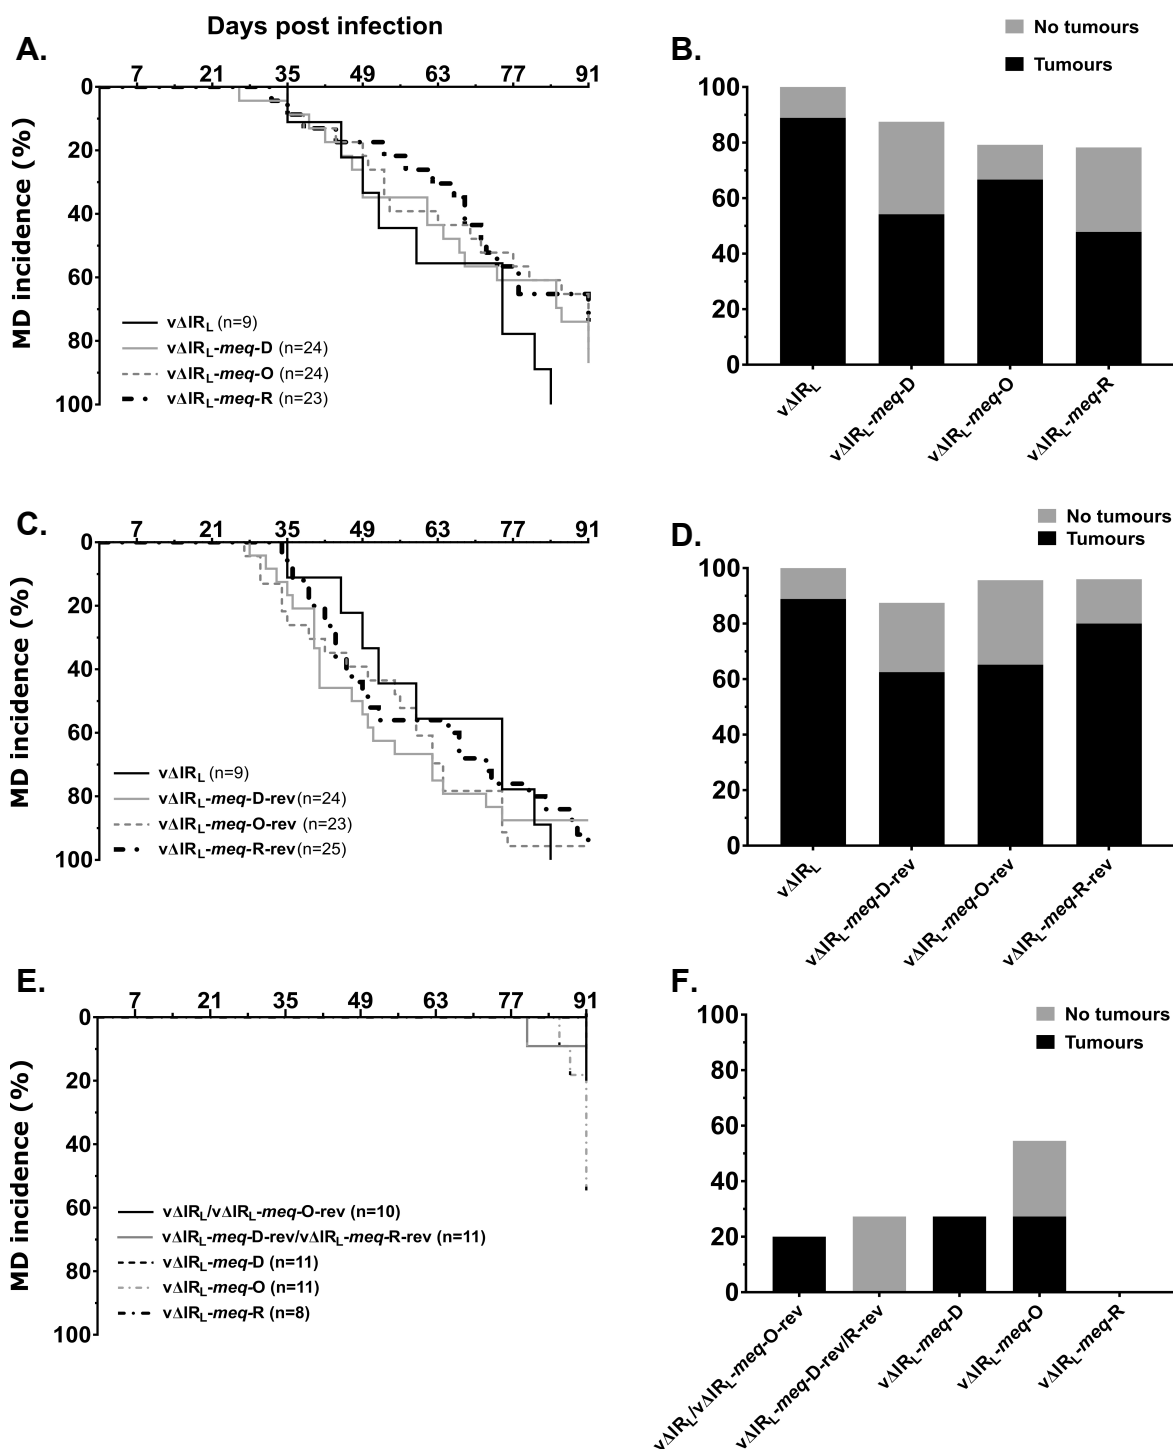 Days post infection
A.
7 21 35 49 63 77 91
0
20
40
60
80
100
MD incidence (%)
vΔIRL (n=9)
vΔIRL-meq-D (n=24)
vΔIRL-meq-O (n=24)
vΔIRL-meq-R (n=23)
B.
No tumours
Tumours
100
80
60
40
20
0
vΔIRL
vΔIRL-meq-D
vΔIRL-meq-O
vΔIRL-meq-R
C.
7 21 35 49 63 77 91
0
20
40
60
80
100
MD incidence (%)
vΔIRL (n=9)
vΔIRL-meq-D-rev(n=24)
vΔIRL-meq-O-rev (n=23)
vΔIRL-meq-R-rev(n=25)
D.
No tumours
Tumours
100
80
60
40
20
0
vΔIRL
vΔIRL-meq-D-rev
vΔIRL-meq-O-rev
vΔIRL-meq-R-rev
E.
7 21 35 49 63 77 91
0
20
40
60
80
100
MD incidence (%)
vΔIRL/vΔIRL-meq-O-rev (n=10)
vΔIRL-meq-D-rev/vΔIRL-meq-R-rev (n=11)
vΔIRL-meq-D (n=11)
vΔIRL-meq-O (n=11)
vΔIRL-meq-R (n=8)
F.
No tumours
Tumours
100
80
60
40
20
0
vΔIRL/vΔIRL-meq-O-rev
vΔIRL-meq-D-rev/R-rev
vΔIRL-meq-D
vΔIRL-meq-O
vΔIRL-meq-R